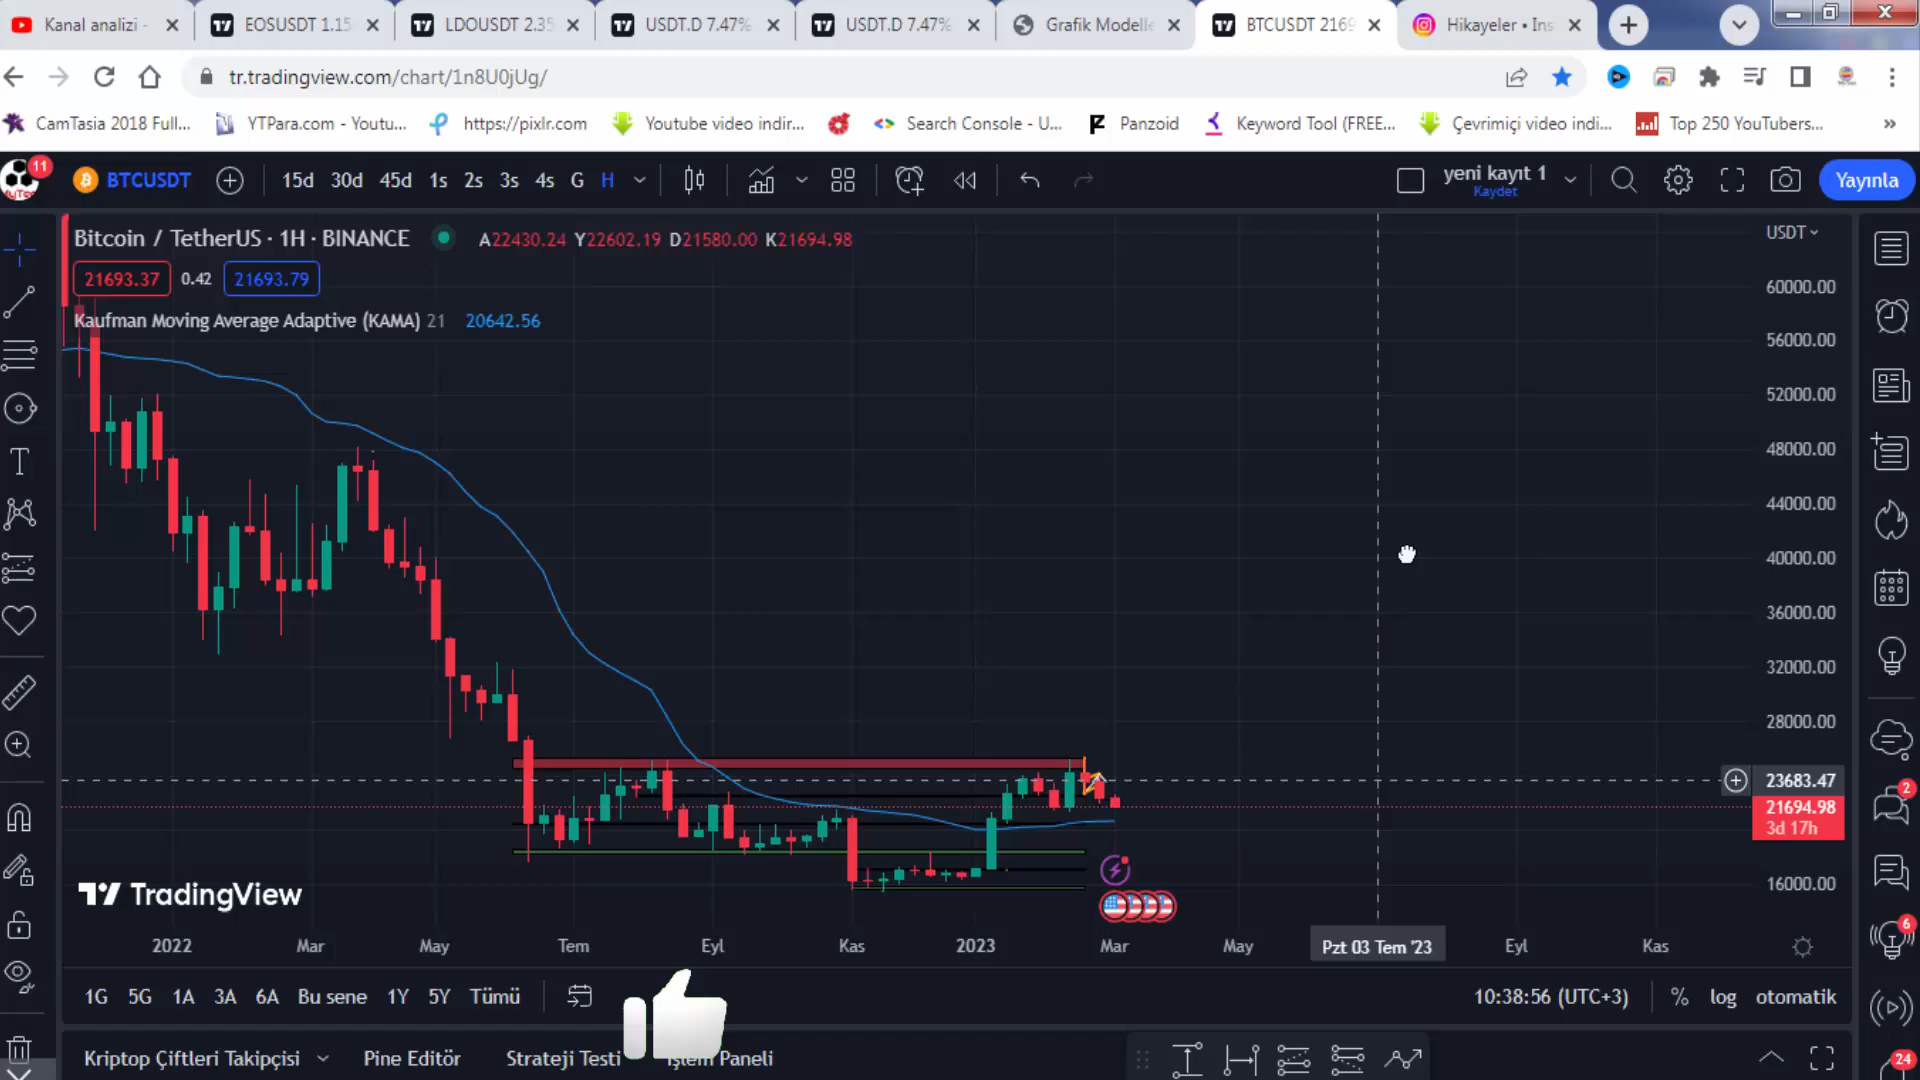 Kanal analizi -
EOSUSDT 1.15
LDOUSDT 2.35
USDT.D 7.47%
USDT.D 7.47%
Grafik Modelle
BTCUSDT 2169
Hikayeler • Ins
tr.tradingview.com/chart/1n8U0jUg/
CamTasia 2018 Full...
YTPara.com - Youtu...
https://pixlr.com
Youtube video indir...
Search Console - U...
Panzoid
Keyword Tool (FREE...
Çevrimiçi video indi...
Top 250 YouTubers...
»
11
BTCUSDT
15d 30d 45d 1s 2s 3s 4s G H
yeni kayıt 1
Kaydet
Yayınla
Bitcoin / TetherUS · 1H · BINANCE
A22430.24 Y22602.19 D21580.00 K21694.98
USDT
21693.37 0.42 21693.79
Kaufman Moving Average Adaptive (KAMA) 21 20642.56
60000.00
56000.00
52000.00
48000.00
44000.00
40000.00
36000.00
32000.00
28000.00
23683.47
21694.98
3d 17h
16000.00
2
6
24
TradingView
2022 Mar May Tem Eyl Kas 2023 Mar May Pzt 03 Tem '23 Eyl Kas
1G 5G 1A 3A 6A Bu sene 1Y 5Y Tümü
10:38:56 (UTC+3) % log otomatik
Kriptop Çiftleri Takipçisi Pine Editör Strateji Testi İşlem Paneli